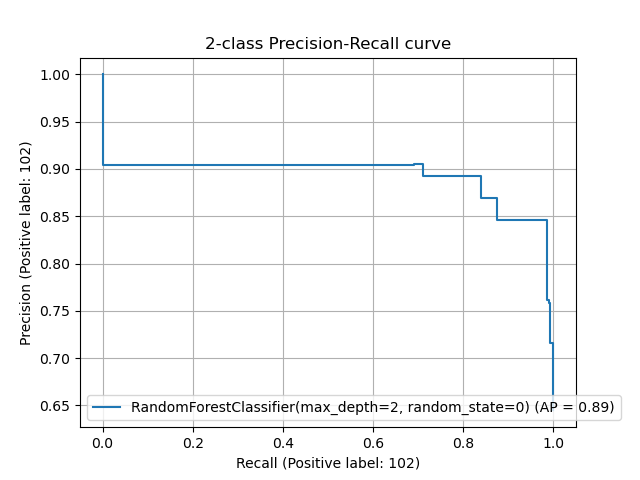 2-class Precision-Recall curve
1.00
0.95
0.90
0.85
0.80
0.75
0.70
0.65
Precision (Positive label: 102)
RandomForestClassifier(max_depth=2, random_state=0) (AP = 0.89)
0.0 0.2 0.4 0.6 0.8 1.0
Recall (Positive label: 102)